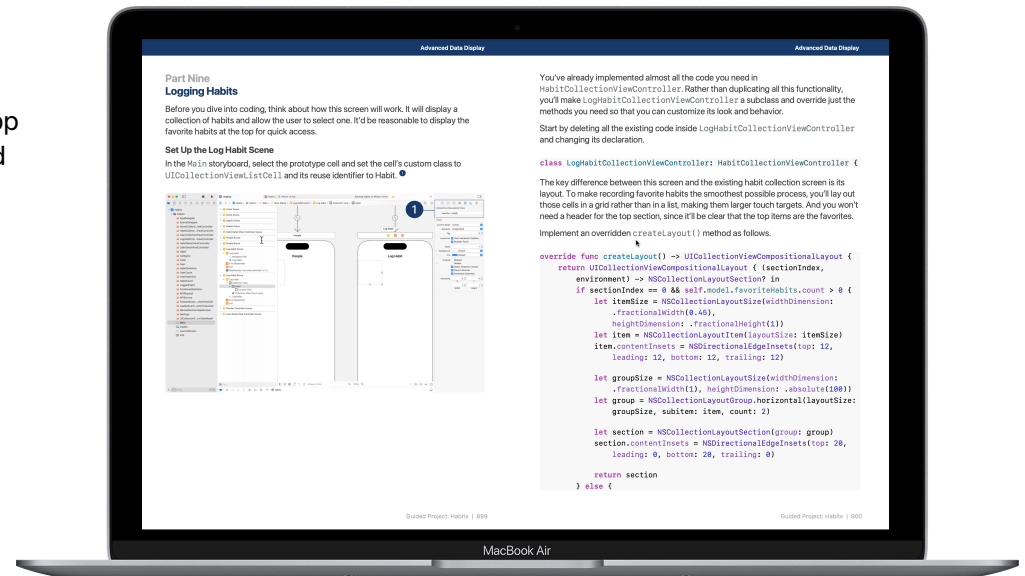 op
d
Advanced Data Display
Part Nine
Logging Habits
Before you dive into coding, think about how this screen will work. It will display a
collection of habits and allow the user to select one. It'd be reasonable to display the
favorite habits at the top for quick access.
Set Up the Log Habit Scene
In the Main storyboard, select the prototype cell and set the cell's custom class to
UICollectionViewListCell and its reuse identifier to Habit. 1
1
People
Log Habit
Guided Project: Habits | 899
Advanced Data Display
You've already implemented almost all the code you need in
HabitCollectionViewController. Rather than duplicating all this functionality,
you'll make LogHabitCollectionViewController a subclass and override just the
methods you need so that you can customize its look and behavior.
Start by deleting all the existing code inside LogHabitCollectionViewController
and changing its declaration.
class LogHabitCollectionViewController: HabitCollectionViewController {
The key difference between this screen and the existing habit collection screen is its
layout. To make recording favorite habits the smoothest possible process, you'll lay out
those cells in a grid rather than in a list, making them larger touch targets. And you won't
need a header for the top section, since it'll be clear that the top items are the favorites.
Implement an overridden createLayout() method as follows.
override func createLayout() -> UICollectionViewCompositionalLayout {
return UICollectionViewCompositionalLayout { (sectionIndex,
environment) -> NSCollectionLayoutSection? in
if sectionIndex == 0 && self.model.favoriteHabits.count > 0 {
let itemSize = NSCollectionLayoutSize(widthDimension:
.fractionalWidth(0.45),
heightDimension: .fractionalHeight(1))
let item = NSCollectionLayoutItem(layoutSize: itemSize)
item.contentInsets = NSDirectionalEdgeInsets(top: 12,
leading: 12, bottom: 12, trailing: 12)
let groupSize = NSCollectionLayoutSize(widthDimension:
.fractionalWidth(1), heightDimension: .absolute(100))
let group = NSCollectionLayoutGroup.horizontal(layoutSize:
groupSize, subitem: item, count: 2)
let section = NSCollectionLayoutSection(group: group)
section.contentInsets = NSDirectionalEdgeInsets(top: 20,
leading: 0, bottom: 20, trailing: 0)
return section
} else {
Guided Project: Habits | 900
MacBook Air